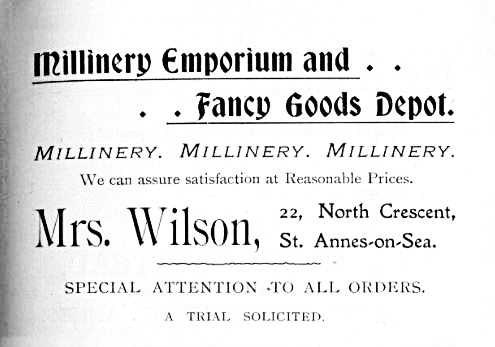 Millinery Emporium and . .
. . Fancy Goods Depot.
MILLINERY. MILLINERY. MILLINERY.
We can assure satisfaction at Reasonable Prices.
Mrs. Wilson, 22, North Crescent,
St. Annes-on-Sea.
SPECIAL ATTENTION TO ALL ORDERS.
A TRIAL SOLICITED.